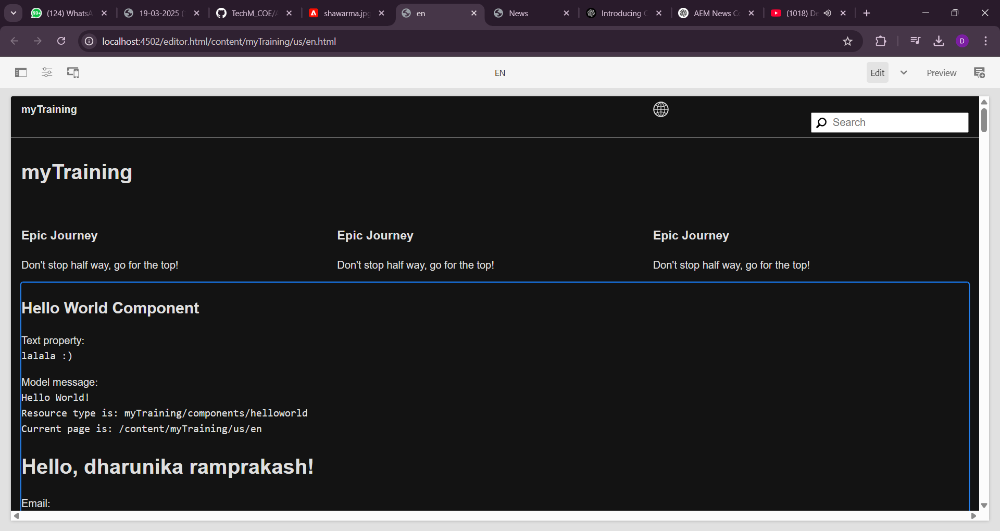 99+ (124) WhatsA
19-03-2025 (
TechM_COE/A
shawarma.jpg
en
News
Introducing C
AEM News Co
(1018) De
localhost:4502/editor.html/content/myTraining/us/en.html
D
EN
Edit
Preview
myTraining
Search
myTraining
Epic Journey Epic Journey Epic Journey
Don't stop half way, go for the top! Don't stop half way, go for the top! Don't stop half way, go for the top!
Hello World Component
Text property:
lalala :)
Model message:
Hello World!
Resource type is: myTraining/components/helloworld
Current page is: /content/myTraining/us/en
Hello, dharunika ramprakash!
Email: